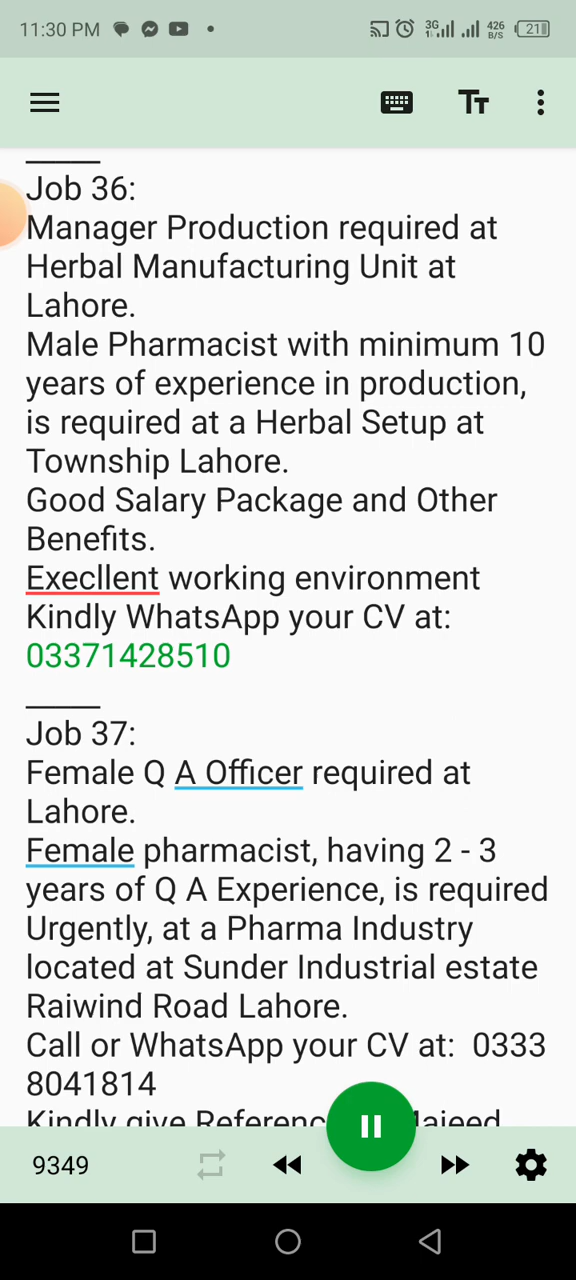 11:30 PM
3G
426
B/S
21
Tт
Job 36:
Manager Production required at
Herbal Manufacturing Unit at
Lahore.
Male Pharmacist with minimum 10
years of experience in production,
is required at a Herbal Setup at
Township Lahore.
Good Salary Package and Other
Benefits.
Execllent working environment
Kindly WhatsApp your CV at:
03371428510
Job 37:
Female Q A Officer required at
Lahore.
Female pharmacist, having 2 - 3
years of Q A Experience, is required
Urgently, at a Pharma Industry
located at Sunder Industrial estate
Raiwind Road Lahore.
Call or WhatsApp your CV at:  0333
8041814
Kindly give
9349